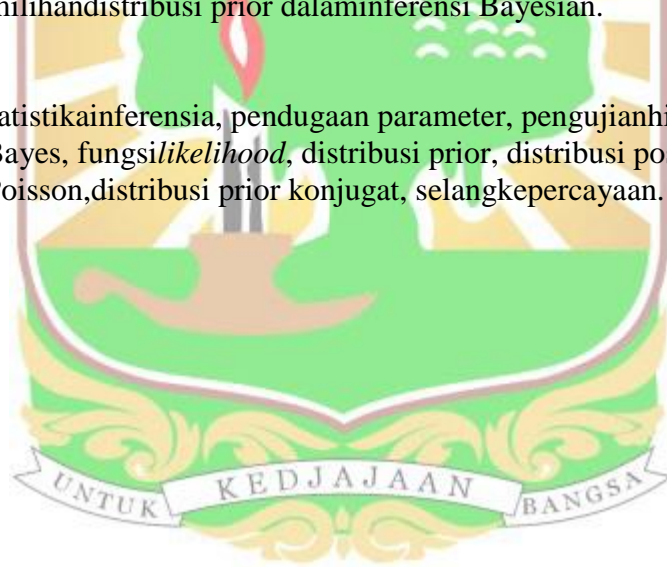 milihandistribusi prior dalaminferensi Bayesian.
atistikainferensia, pendugaan parameter, pengujianhi
Bayes, fungsilikelihood, distribusi prior, distribusi po
Poisson,distribusi prior konjugat, selangkepercayaan.
UNTUK KEDJAJAAN BANGSA